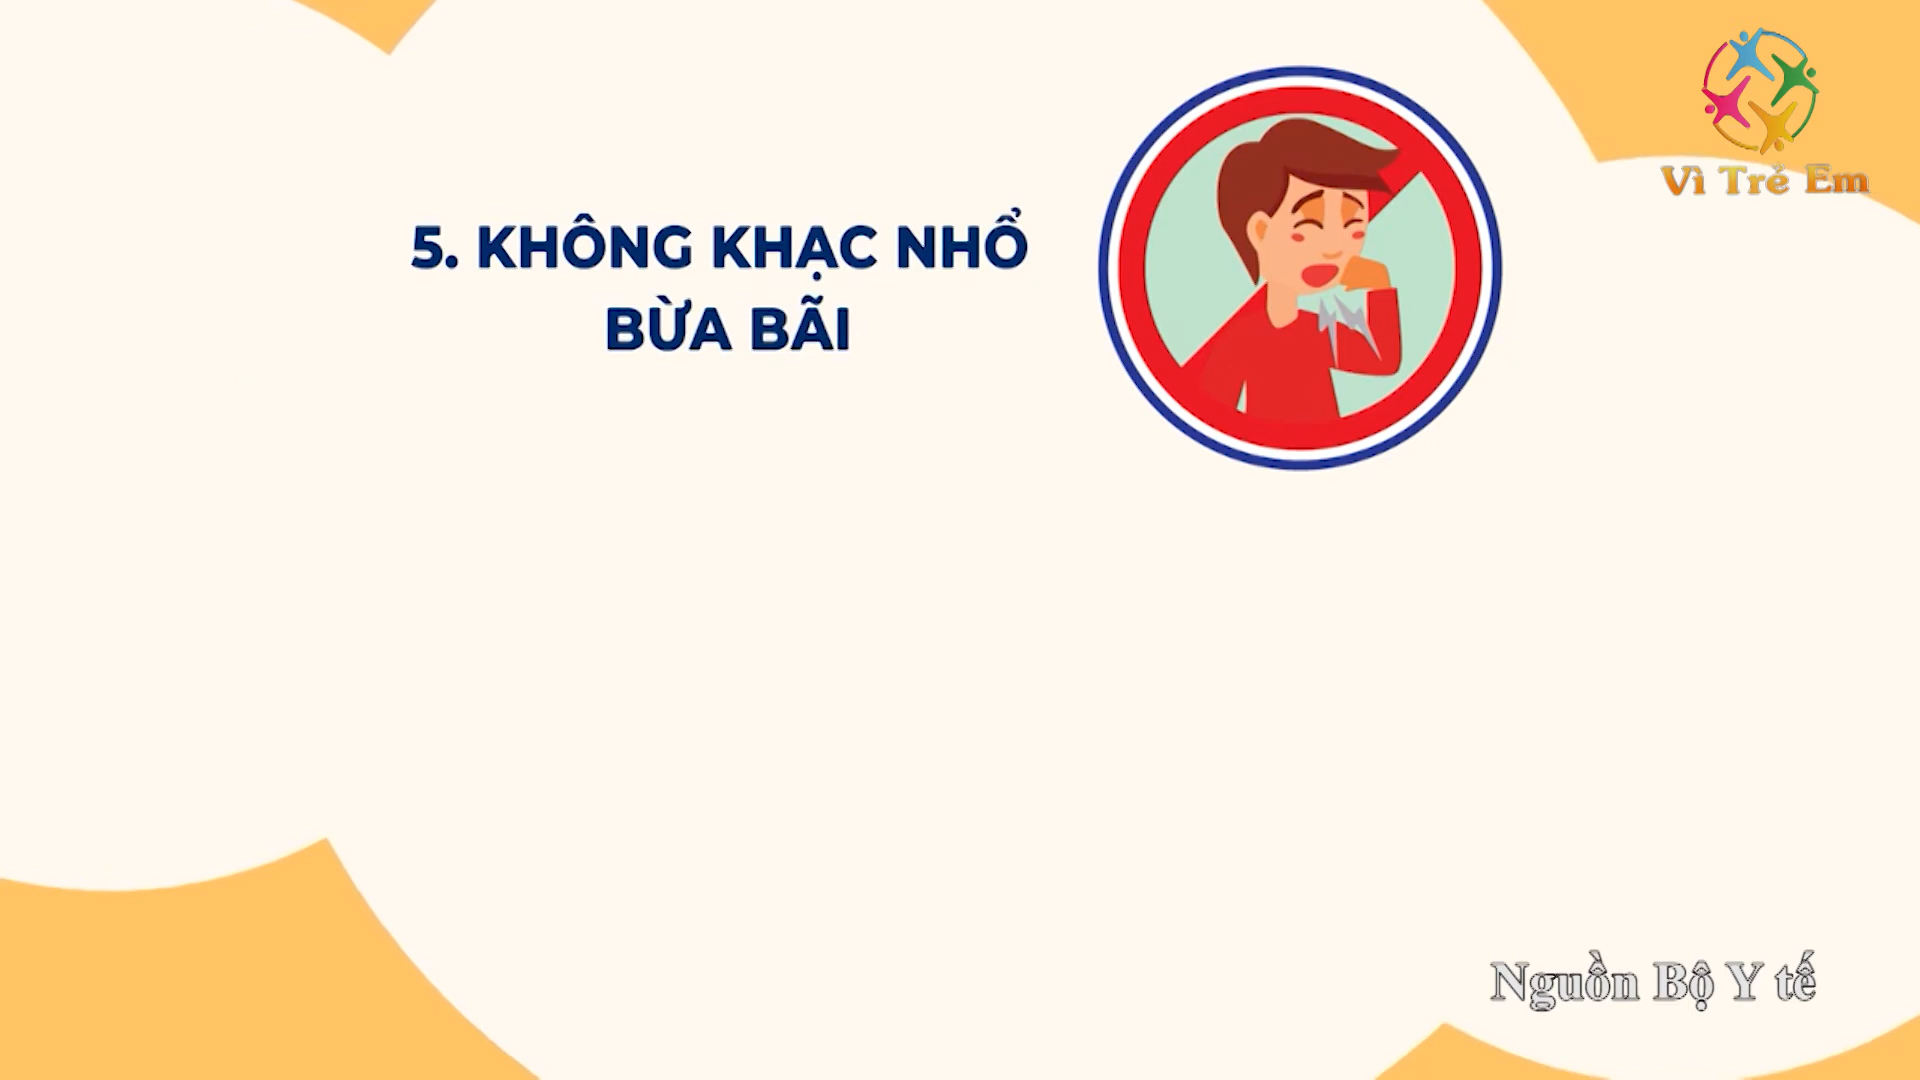 Vì Trẻ Em
5. KHÔNG KHẠC NHỔ
BỪA BÃI
Nguồn Bộ Y tế